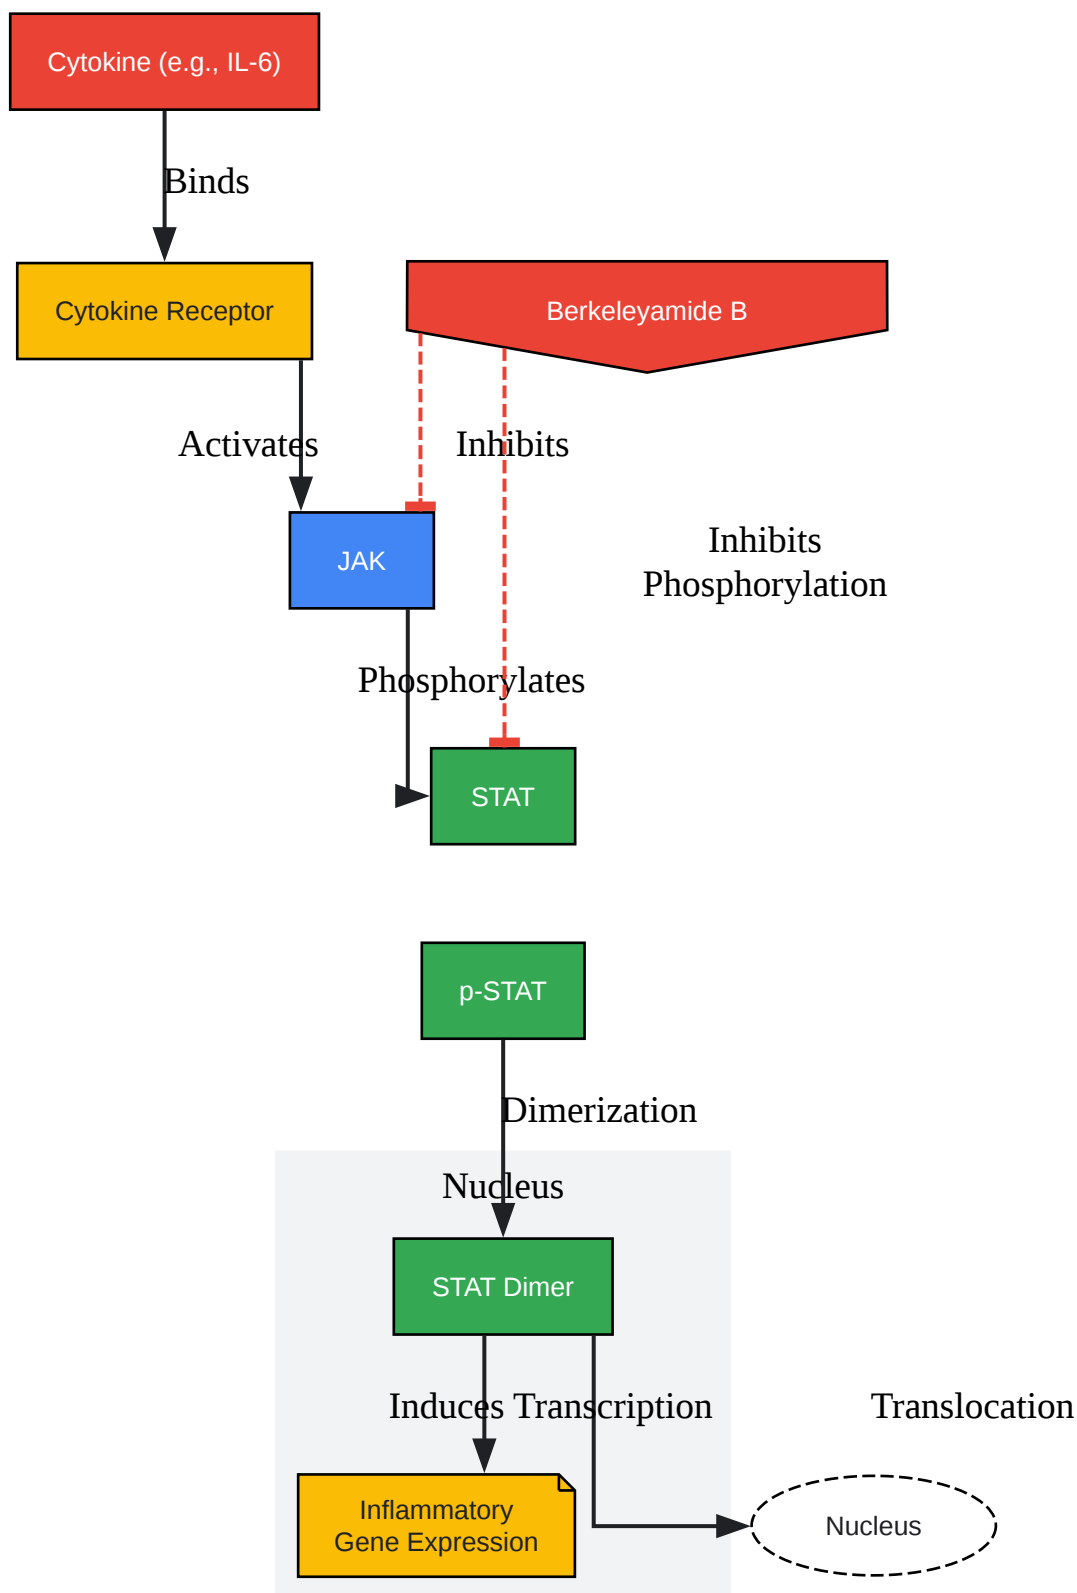 Cytokine (e.g., IL-6)
Binds
Cytokine Receptor
Berkeleyamide B
Activates
Inhibits
JAK
Inhibits
Phosphorylation
Phosphorylates
STAT
p-STAT
Dimerization
Nucleus
STAT Dimer
Induces Transcription
Translocation
Inflammatory
Gene Expression
Nucleus